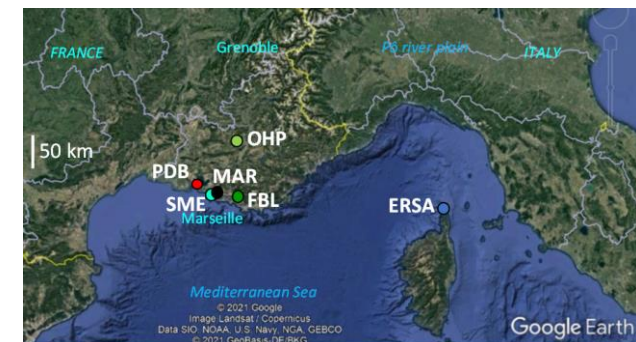 FRANCE
Grenoble
Po river plain
ITALY
OHP
50 km
PDB
MAR
SME
FBL
Marseille
ERSA
Mediterranean Sea
© 2021 Google
Image Landsat / Copernicus
Data SIO, NOAA, U.S. Navy, NGA, GEBCO
© 2021 GeoBasis-DE/BKG
Google Earth